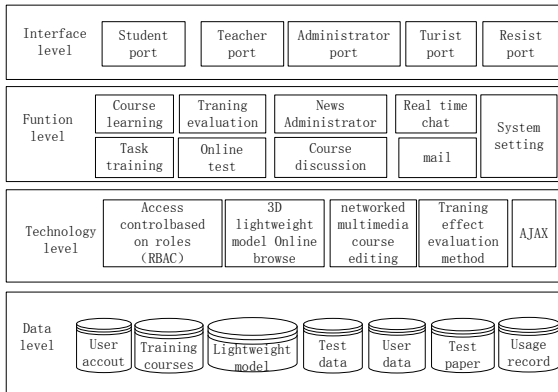 Interface level
Student port
Teacher port
Administrator port
Turist port
Resist port
Funtion level
Course learning
Traning evaluation
News Administrator
Real time chat
System setting
Task training
Online test
Course discussion
mail
Technology level
Access controlbased on roles （RBAC）
3D lightweight model Online browse
networked multimedia course editing
Traning effect evaluation method
AJAX
Data level
User accout
Training courses
Lightweight model
Test data
User data
Test paper
Usage record